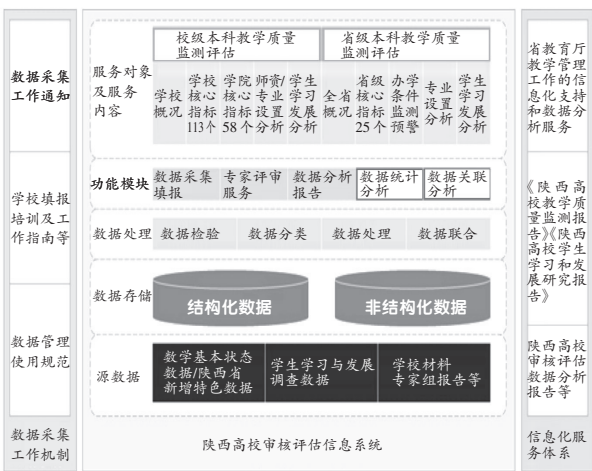 数据采集
工作通知
学校填报
培训及工
作指南等
数据管理
使用规范
数据采集
工作机制
服务对象
及服务
内容
校级本科教学质量
监测评估
省级本科教学质量
监测评估
学校
概况
学校
核心
指标
113个
学院
核心
指标
58个
师资/
专业
设置
分析
学生
学习
发展
分析
全省
概况
省级
核心
指标
25个
办学
条件
监测
预警
专业
设置
分析
学生
学习
发展
分析
功能模块
数据采集
填报
专家评审
服务
数据分析
报告
数据统计
分析
数据关联
分析
数据处理
数据检验
数据分类
数据处理
数据联合
数据存储
结构化数据
非结构化数据
源数据
数学基本状态
数据/陕西省
新增特色数据
学生学习与发展
调查数据
学校材料
专家组报告等
陕西高校审核评估信息系统
省教育厅
教学管理
工作的信
息化支持
和数据分
析服务
《陕西高
校教学质
量监测报
告》《陕西
高校学生
学习和发
展研究报
告》
陕西高校
审核评估
数据分析
报告等
信息化服
务体系